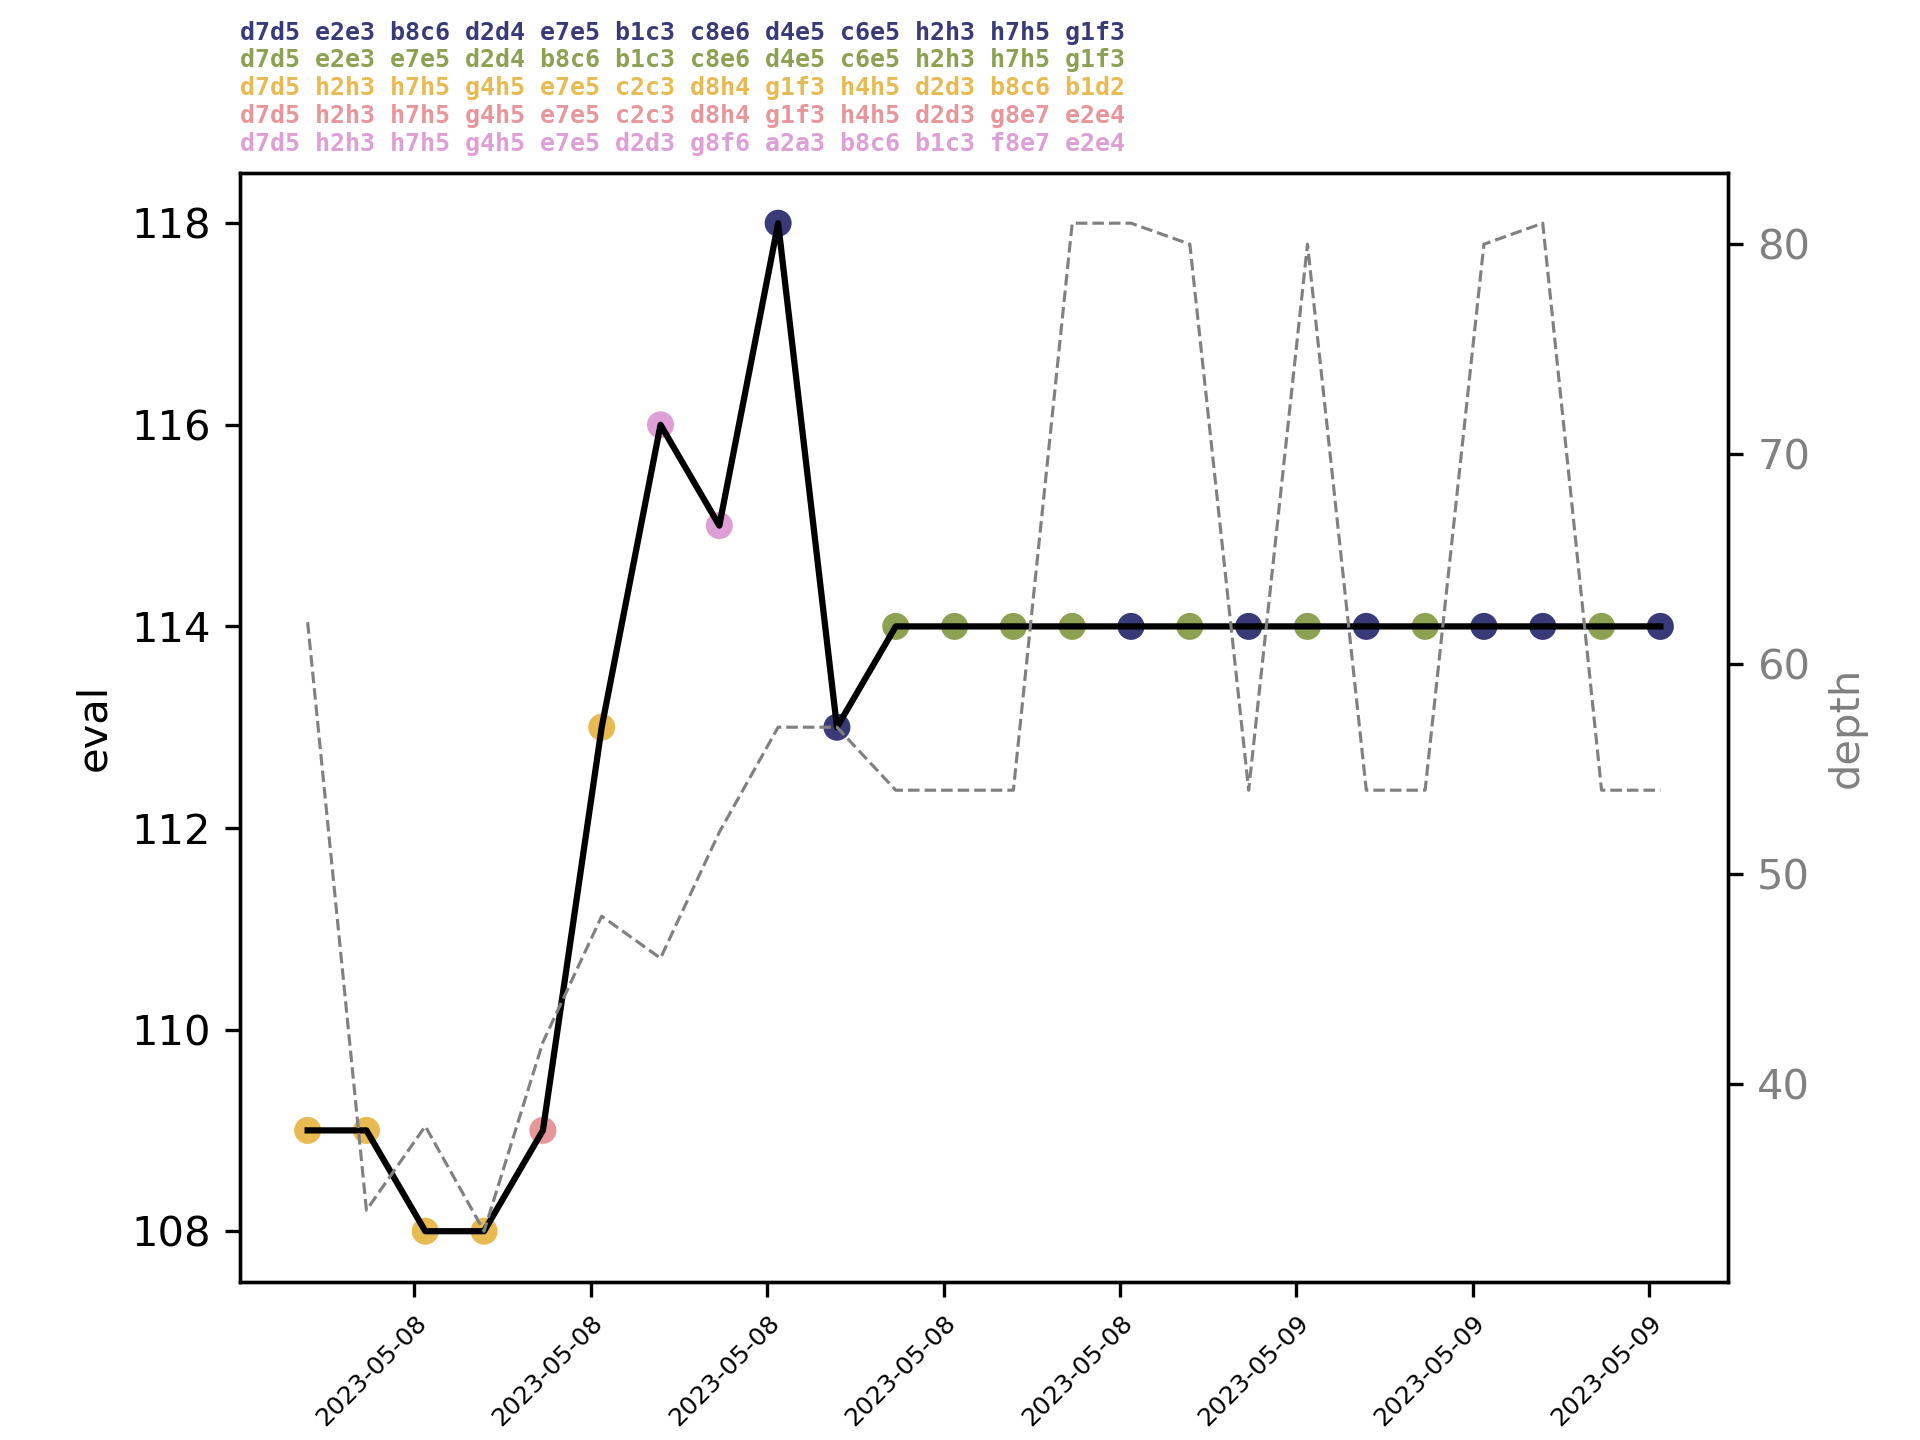 d7d5 e2e3 b8c6 d2d4 e7e5 b1c3 c8e6 d4e5 c6e5 h2h3 h7h5 g1f3
d7d5 e2e3 e7e5 d2d4 b8c6 b1c3 c8e6 d4e5 c6e5 h2h3 h7h5 g1f3
d7d5 h2h3 h7h5 g4h5 e7e5 c2c3 d8h4 g1f3 h4h5 d2d3 b8c6 b1d2
d7d5 h2h3 h7h5 g4h5 e7e5 c2c3 d8h4 g1f3 h4h5 d2d3 g8e7 e2e4
d7d5 h2h3 h7h5 g4h5 e7e5 d2d3 g8f6 a2a3 b8c6 b1c3 f8e7 e2e4
118
116
114
112
110
108
eval
80
70
60
50
40
depth
2023-05-08
2023-05-08
2023-05-08
2023-05-08
2023-05-08
2023-05-09
2023-05-09
2023-05-09